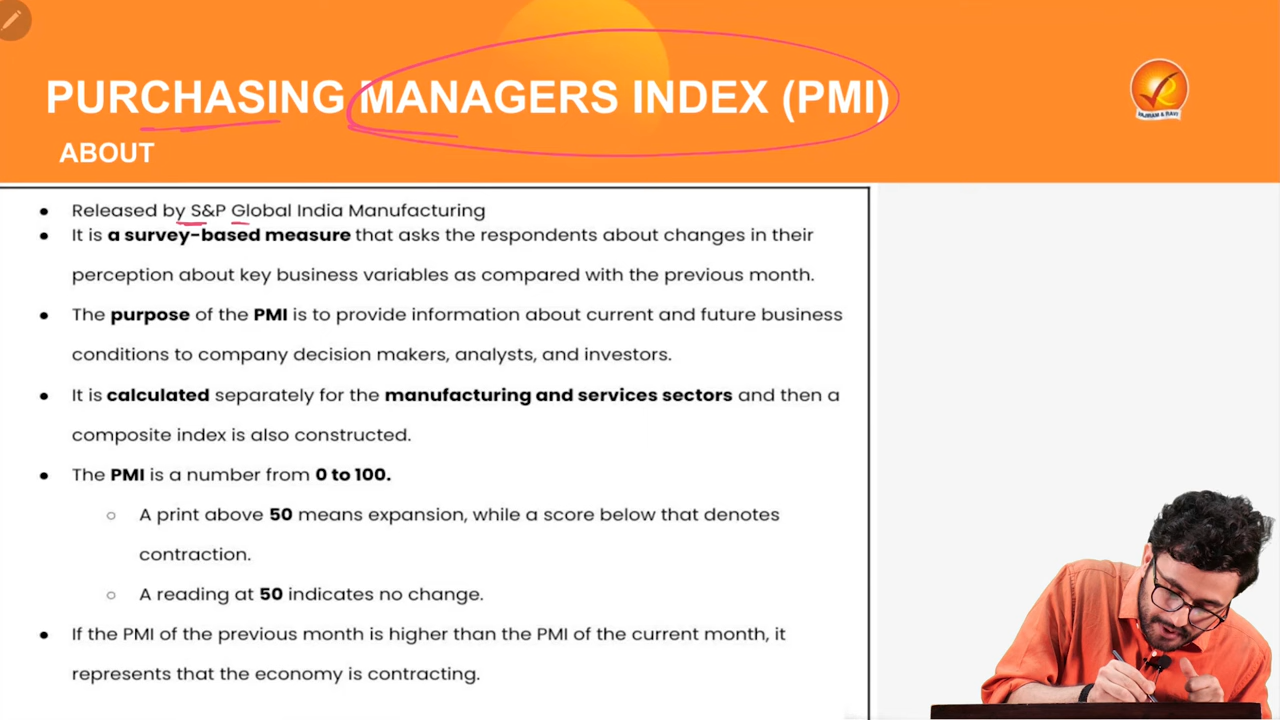 PURCHASING MANAGERS INDEX (PMI)
VAJIRAM & RAVI
ABOUT
● Released by S&P Global India Manufacturing
● It is a survey-based measure that asks the respondents about changes in their
perception about key business variables as compared with the previous month.
● The purpose of the PMI is to provide information about current and future business
conditions to company decision makers, analysts, and investors.
● It is calculated separately for the manufacturing and services sectors and then a
composite index is also constructed.
● The PMI is a number from 0 to 100.
○ A print above 50 means expansion, while a score below that denotes
contraction.
○ A reading at 50 indicates no change.
● If the PMI of the previous month is higher than the PMI of the current month, it
represents that the economy is contracting.